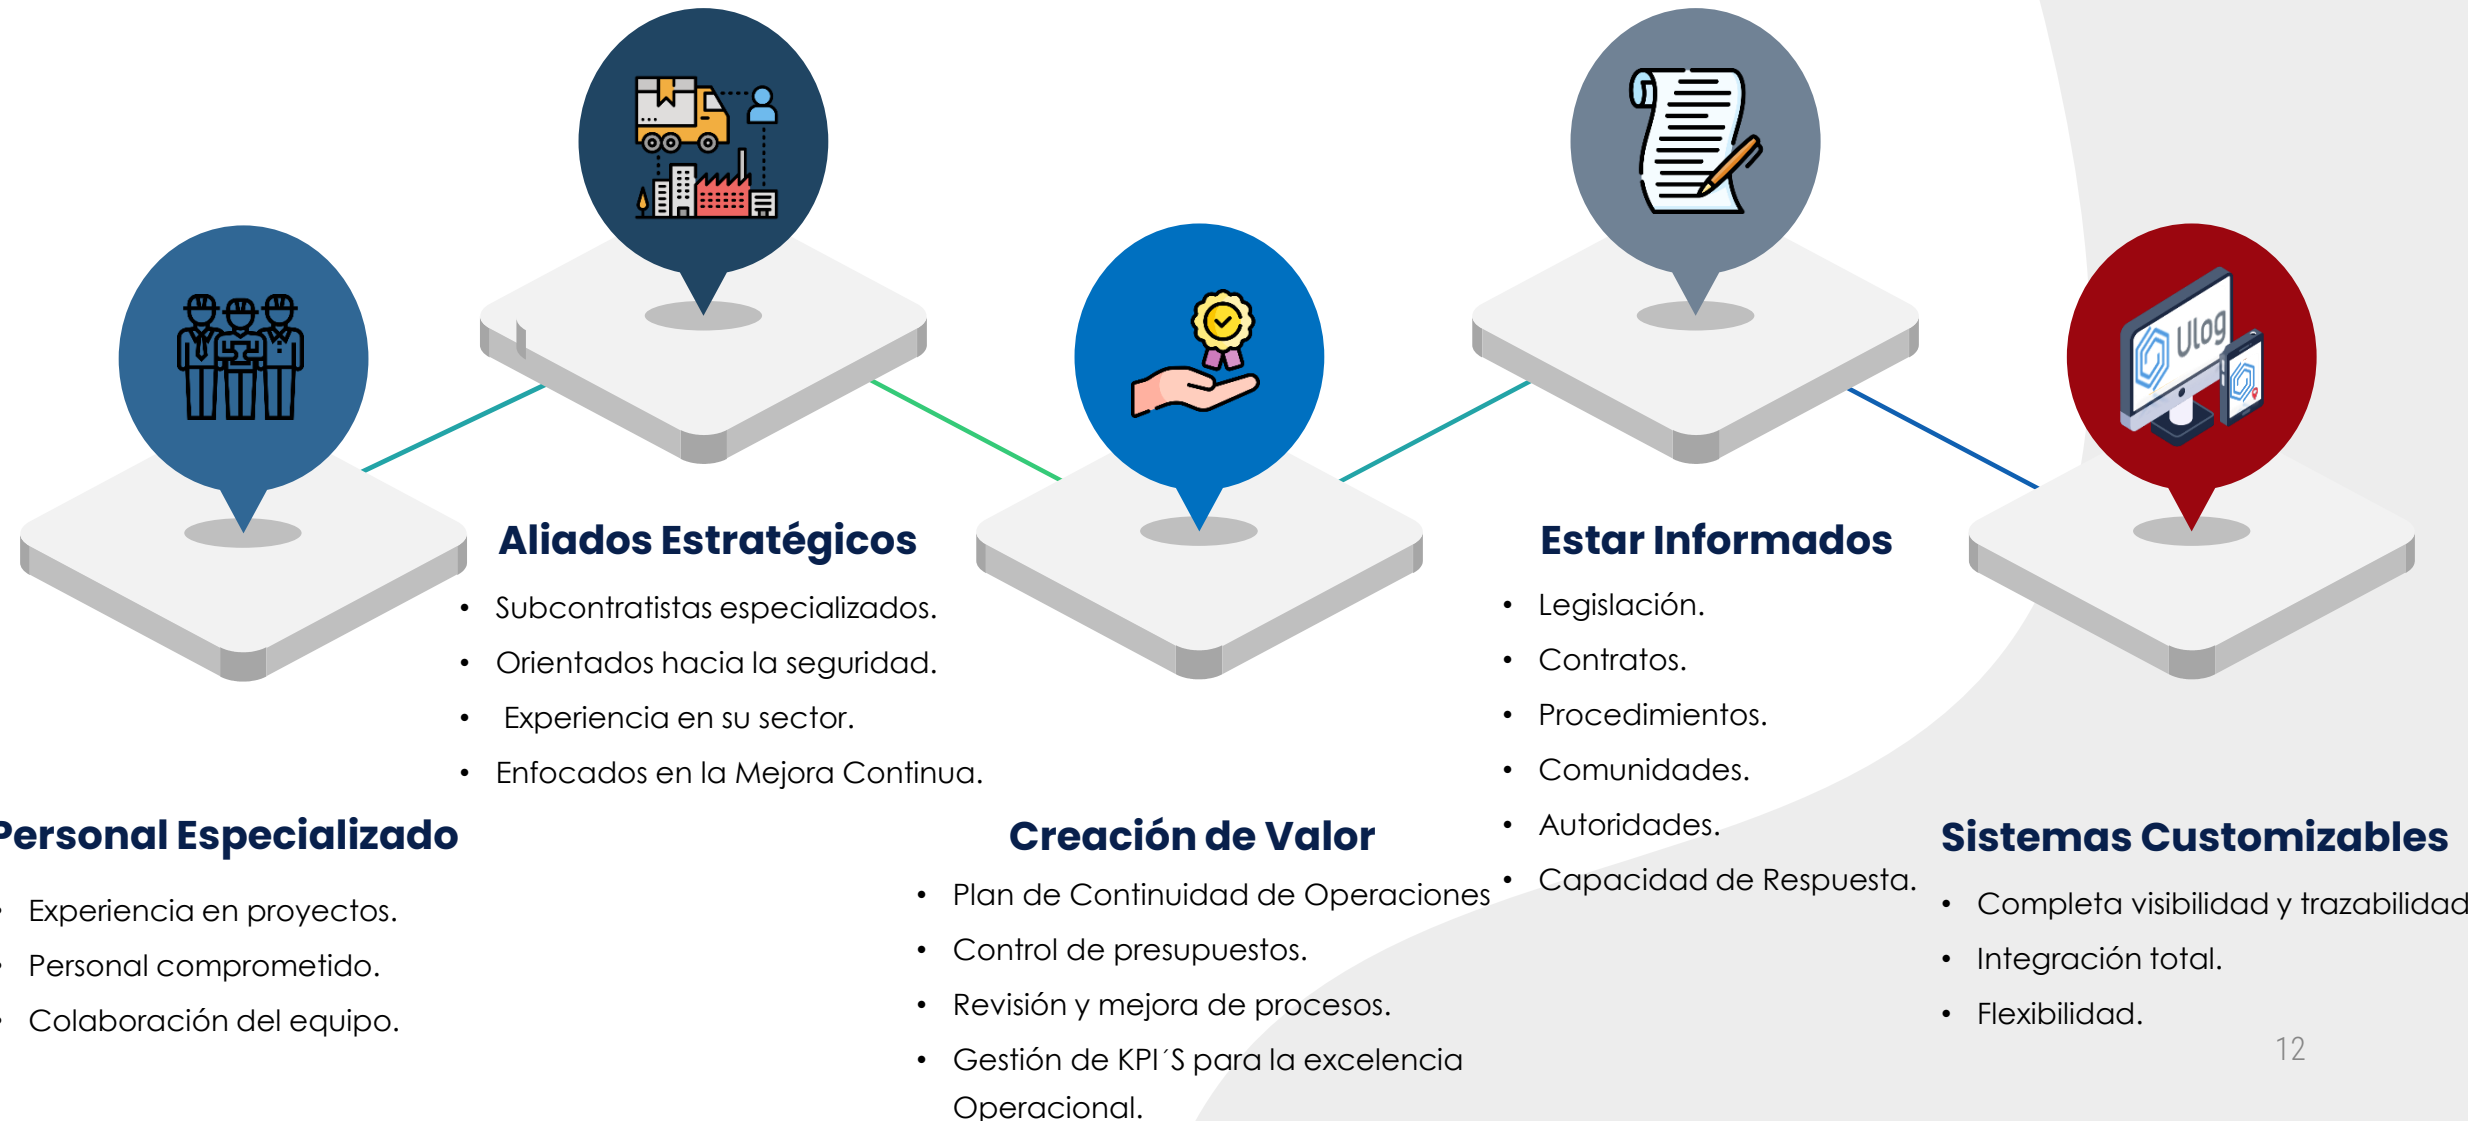 Ulog
Aliados Estratégicos
• Subcontratistas especializados.
• Orientados hacia la seguridad.
• Experiencia en su sector.
• Enfocados en la Mejora Continua.
Estar Informados
• Legislación.
• Contratos.
• Procedimientos.
• Comunidades.
• Autoridades.
• Capacidad de Respuesta.
Personal Especializado
• Experiencia en proyectos.
• Personal comprometido.
• Colaboración del equipo.
Creación de Valor
• Plan de Continuidad de Operaciones
• Control de presupuestos.
• Revisión y mejora de procesos.
• Gestión de KPI´S para la excelencia
Operacional.
Sistemas Customizables
• Completa visibilidad y trazabilidad
• Integración total.
• Flexibilidad.
12